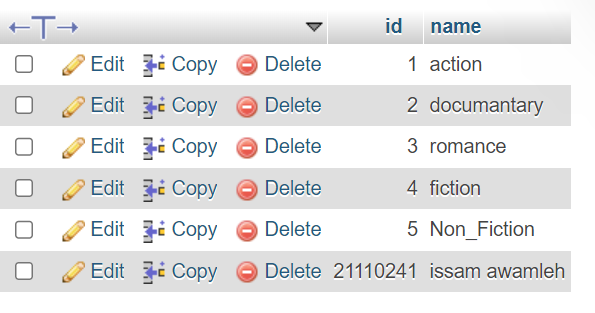 id name
Edit Copy Delete 1 action
Edit Copy Delete 2 documantary
Edit Copy Delete 3 romance
Edit Copy Delete 4 fiction
Edit Copy Delete 5 Non_Fiction
Edit Copy Delete 21110241 issam awamleh